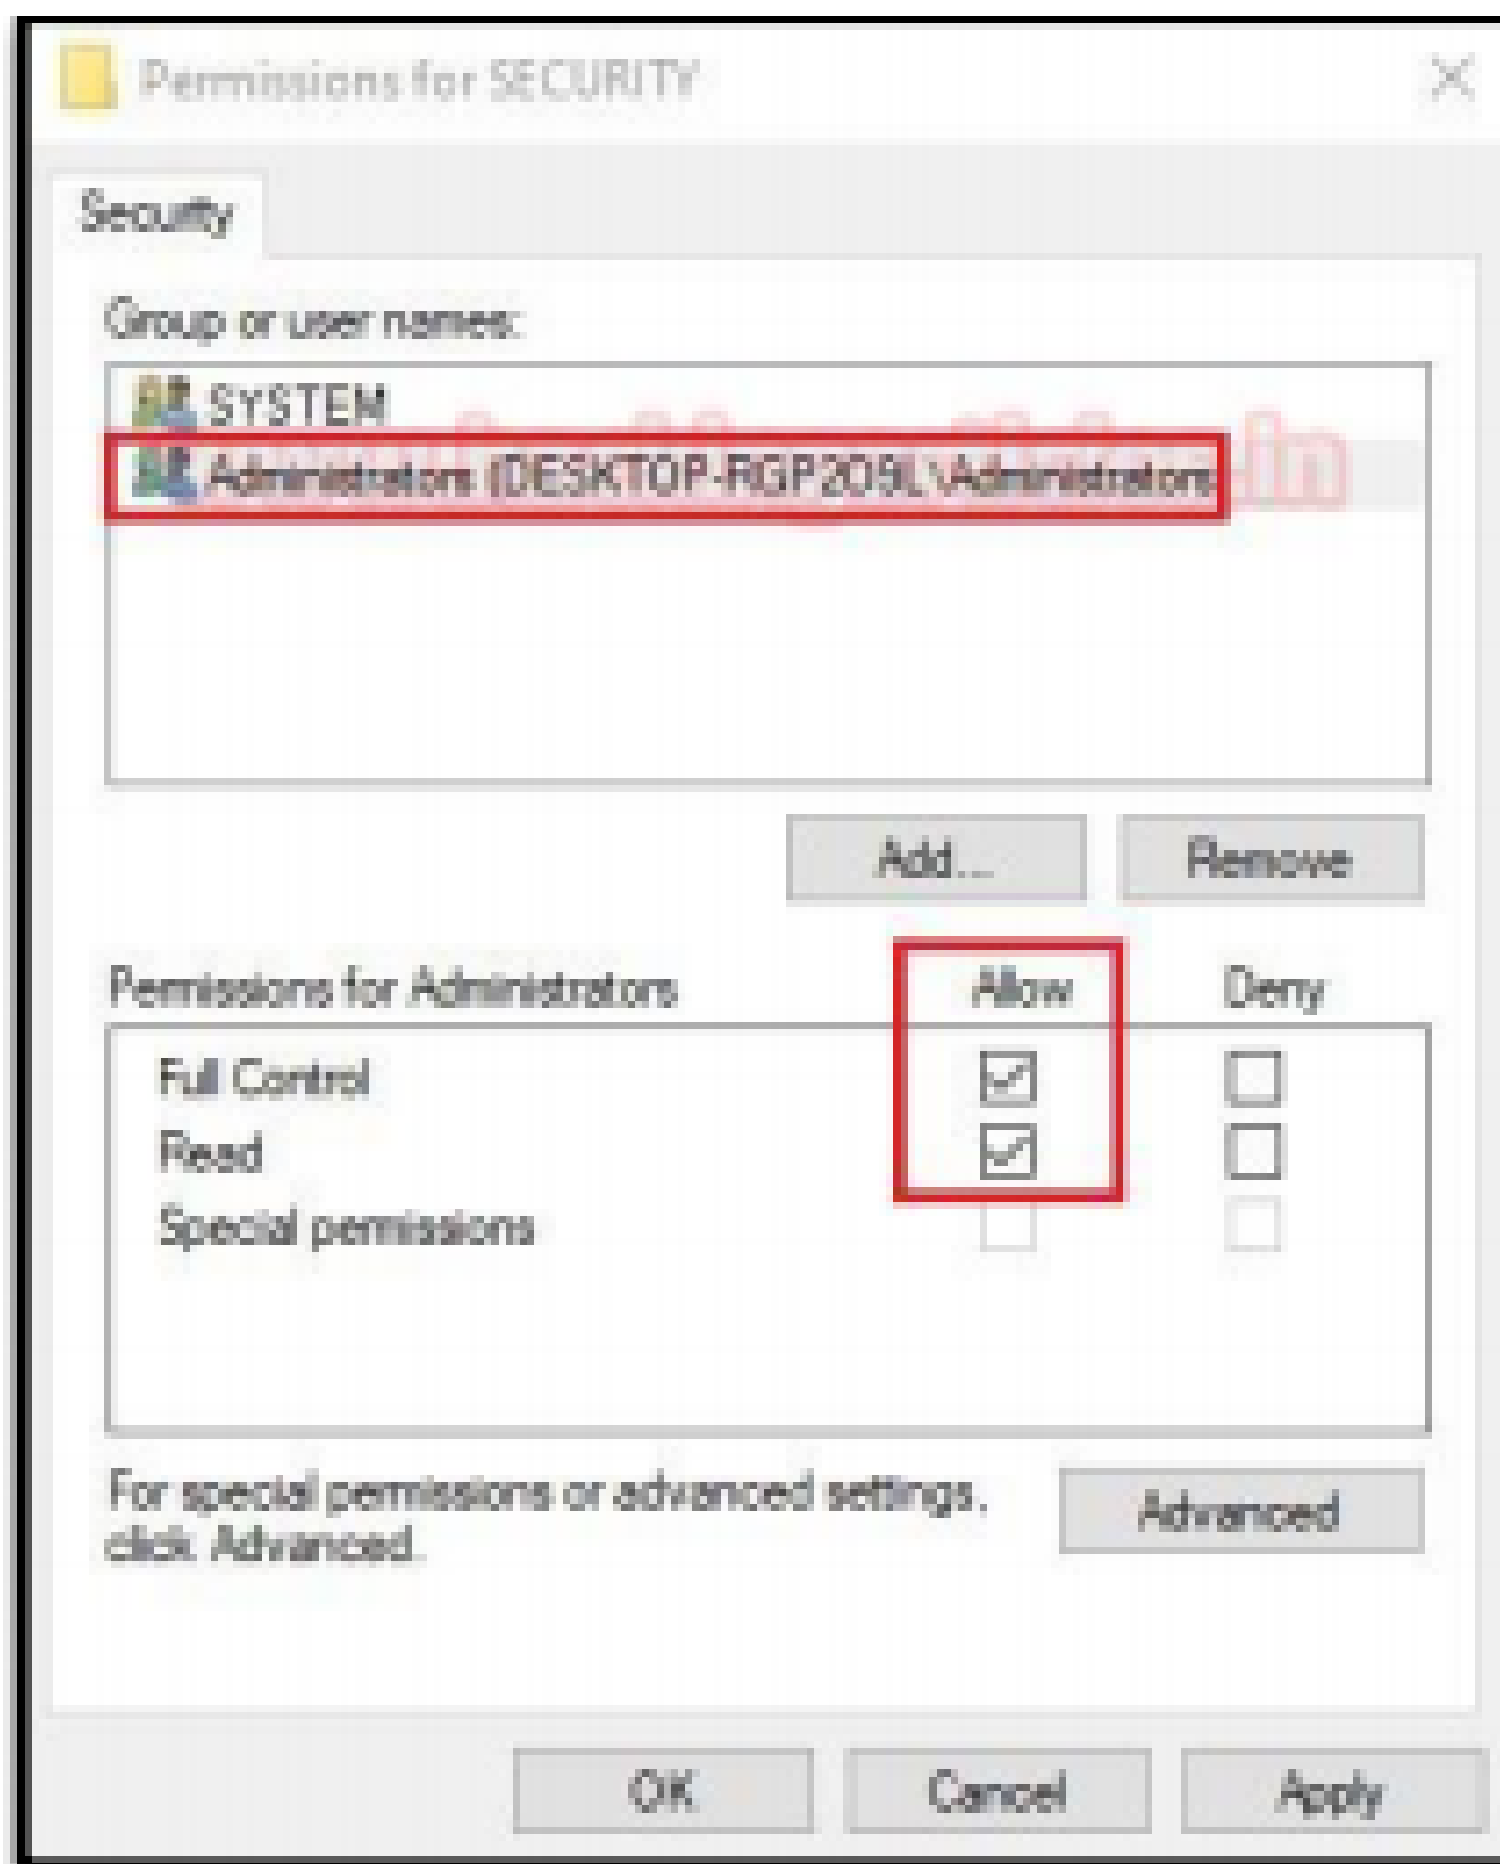 Permissions for SECURITY
Security
Group or user names:
SYSTEM
Administrators (DESKTOP-RGP2O9L\Administrators
Add...
Remove
Permissions for Administrators
Allow
Deny
Full Control
Read
Special permissions
For special permissions or advanced settings,
click Advanced.
Advanced
OK
Cancel
Apply